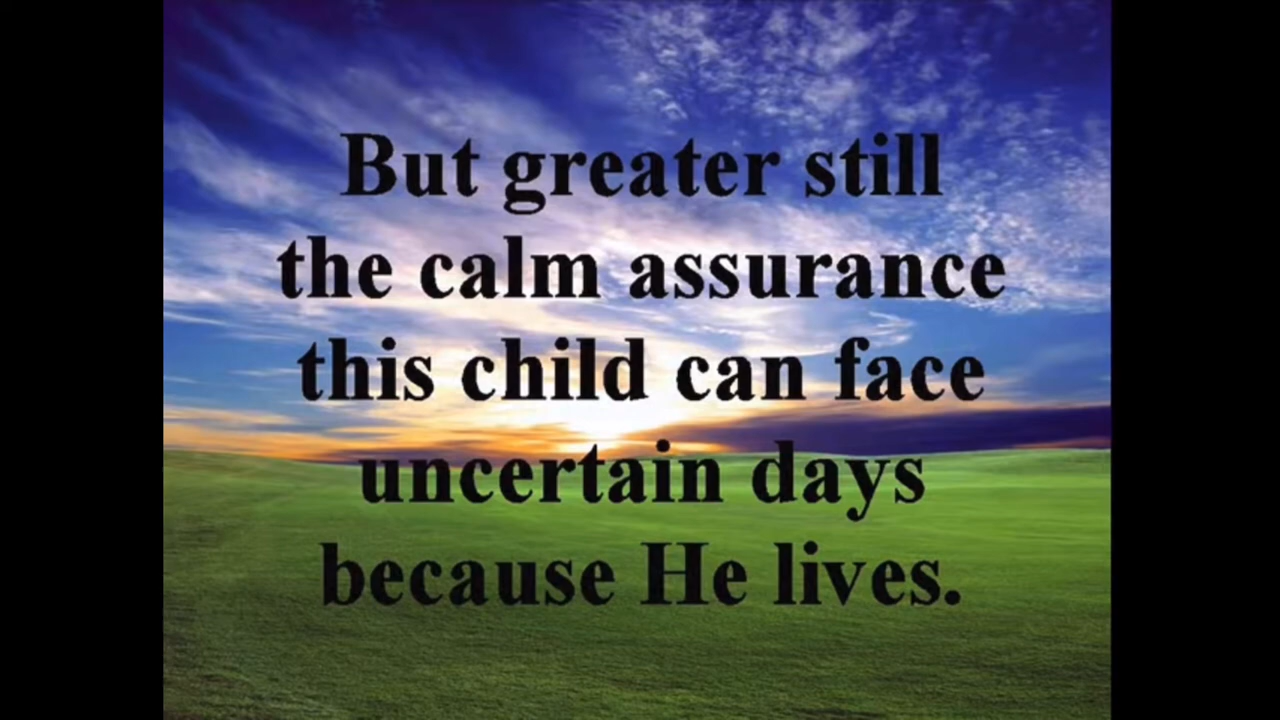 But greater still
the calm assurance
this child can face
uncertain days
because He lives.